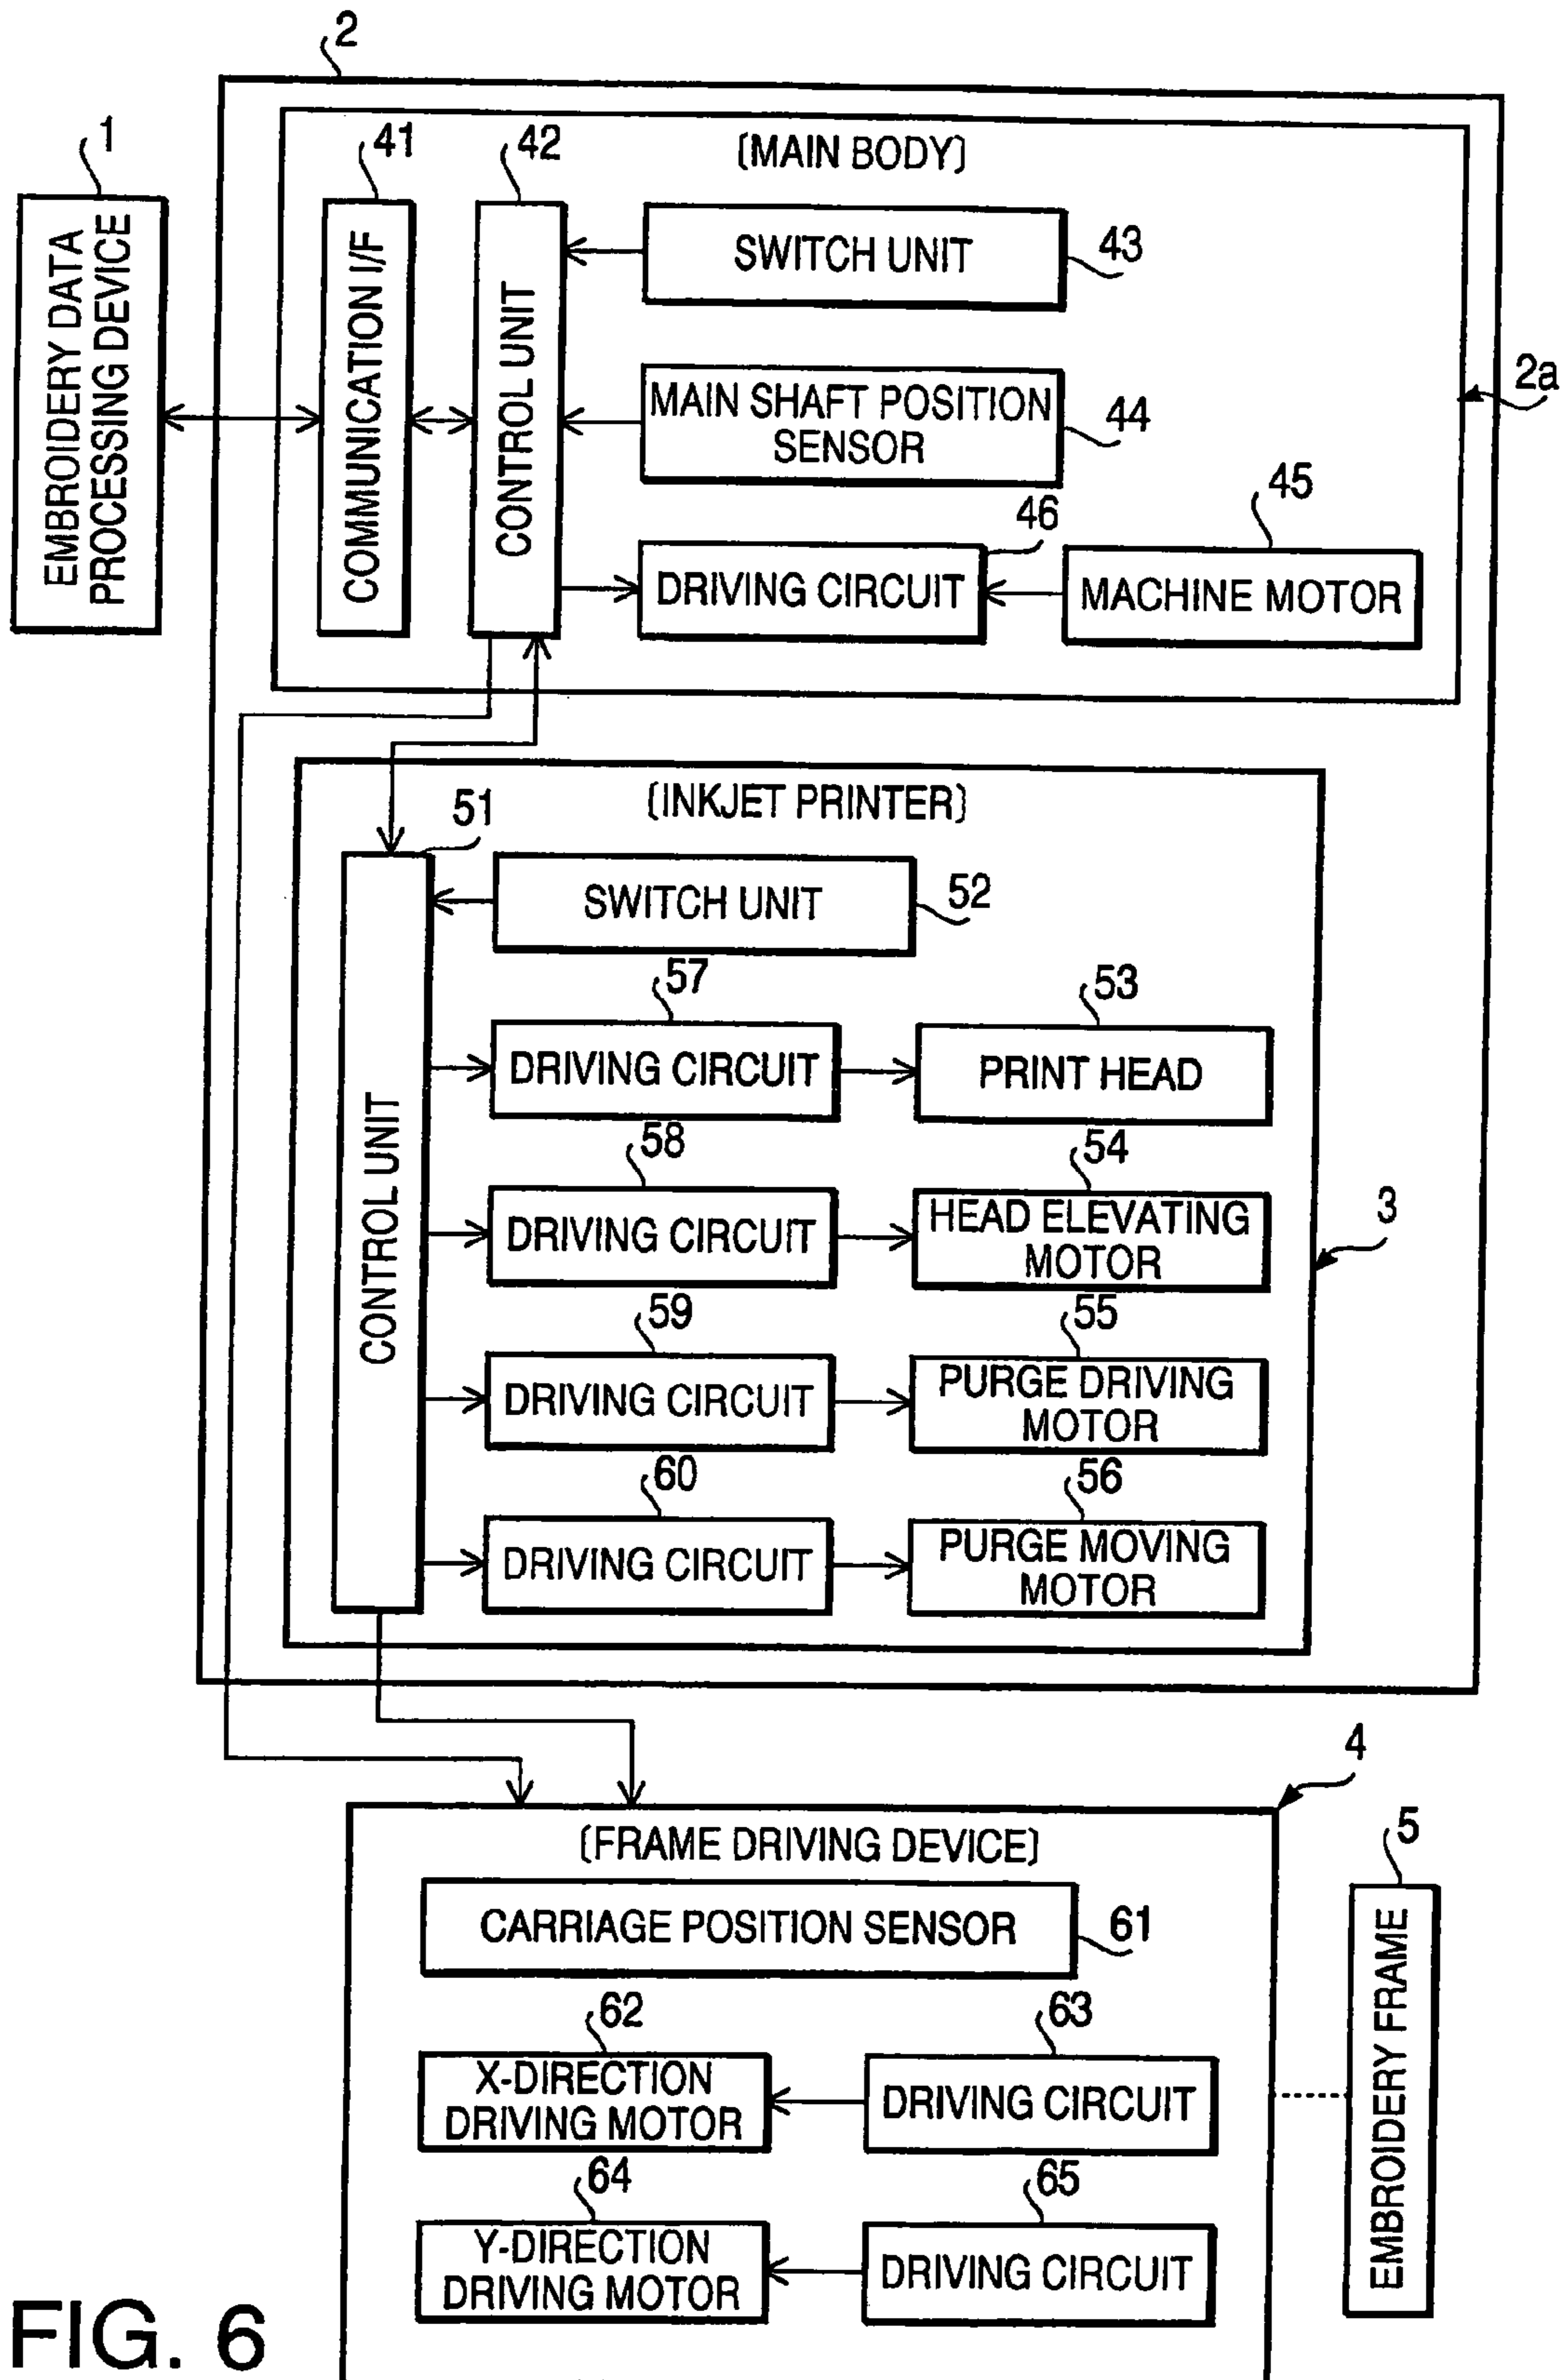 2
1
41
42
[MAIN BODY]
EMBROIDERY DATA
PROCESSING DEVICE
COMMUNICATION I/F
CONTROL UNIT
SWITCH UNIT
43
MAIN SHAFT POSITION
SENSOR
44
2a
46
45
DRIVING CIRCUIT
MACHINE MOTOR
[INKJET PRINTER]
51
CONTROL UNIT
SWITCH UNIT
52
57
53
DRIVING CIRCUIT
PRINT HEAD
58
54
DRIVING CIRCUIT
HEAD ELEVATING
MOTOR
3
59
55
DRIVING CIRCUIT
PURGE DRIVING
MOTOR
60
56
DRIVING CIRCUIT
PURGE MOVING
MOTOR
4
[FRAME DRIVING DEVICE]
5
CARRIAGE POSITION SENSOR
61
EMBROIDERY FRAME
62
63
X-DIRECTION
DRIVING MOTOR
DRIVING CIRCUIT
64
65
Y-DIRECTION
DRIVING MOTOR
DRIVING CIRCUIT
FIG. 6